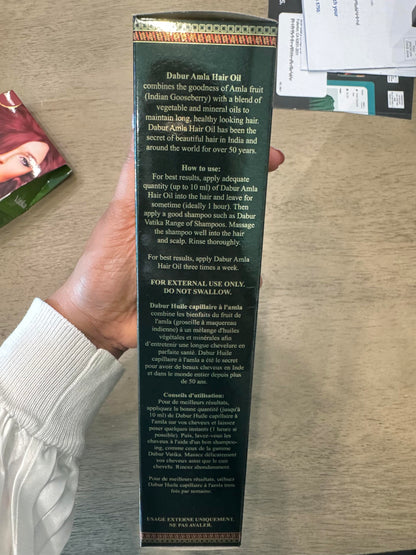 Dabur Amla Hair Oil
combines the goodness of Amla fruit
(Indian Gooseberry) with a blend of
vegetable and mineral oils to
maintain long, healthy looking hair.
Dabur Amla Hair Oil has been the
secret of beautiful hair in India and
around the world for over 50 years.
How to use:
For best results, apply adequate
quantity (up to 10 ml) of Dabur Amla
Hair Oil into the hair and leave for
sometime (ideally 1 hour). Then
apply a good shampoo such as Dabur
Vatika Range of Shampoos. Massage
the shampoo well into the hair
and scalp. Rinse thoroughly.
For best results, apply Dabur Amla
Hair Oil three times a week.
FOR EXTERNAL USE ONLY.
DO NOT SWALLOW.
Dabur Huile capillaire à l'amla
combine les bienfaits du fruit de
l'amla (groseille à maquereau
indienne) à un mélange d'huiles
végétales et minérales afin
d'entretenir une longue chevelure en
parfaite santé. Dabur Huile
capillaire à l'amla a été le secret
pour avoir de beaux cheveux en Inde
et dans le monde entier depuis plus
de 50 ans.
Conseils d'utilisation:
Pour de meilleurs résultats,
appliquez la bonne quantité (jusqu'à
10 ml) de Dabur Huile capillaire à
l'amla sur vos cheveux et laissez
poser quelques instants (1 heure si
possible). Puis, lavez-vous les
cheveux à l'aide d'un bon shampoo-
ing, comme ceux de la gamme
Dabur Vatika. Massez délicatement
vos cheveux ainsi que le cuir
chevelu. Rincez abondamment.
Pour de meilleurs résultats, utilisez
Dabur Huile capillaire à l'amla trois
fois par semaine.
USAGE EXTERNE UNIQUEMENT.
NE PAS AVALER.